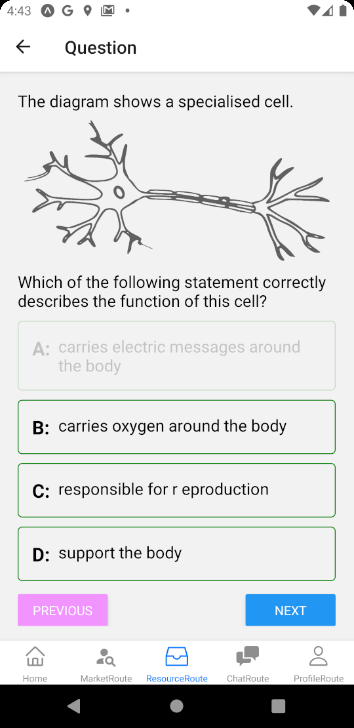 4:43
Question
The diagram shows a specialised cell.
Which of the following statement correctly
describes the function of this cell?
A: carries electric messages around
the body
B: carries oxygen around the body
C: responsible for r eproduction
D: support the body
PREVIOUS
NEXT
Home
MarketRoute
ResourceRoute
ChatRoute
ProfileRoute